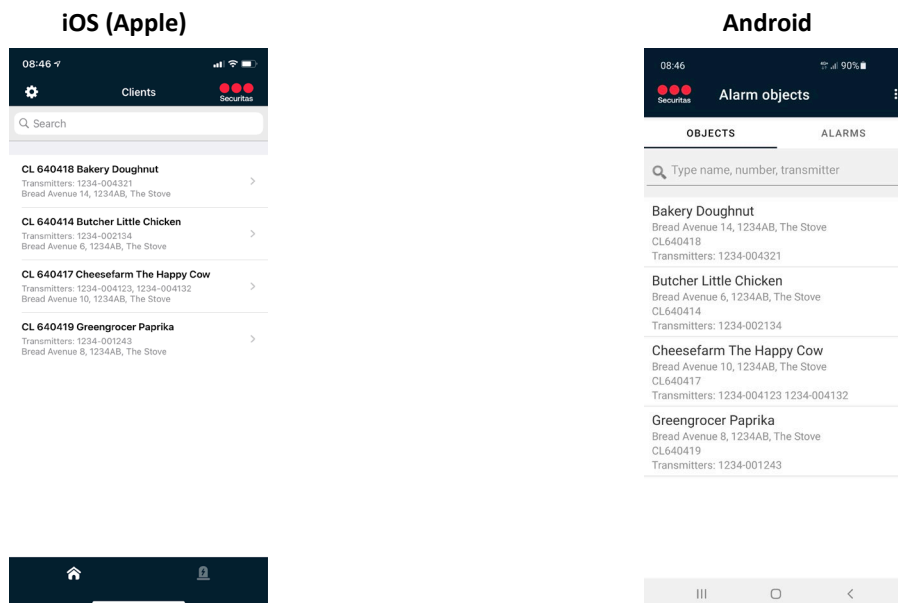 iOS (Apple)
08:46
Clients
Securitas
Search
CL 640418 Bakery Doughnut
Transmitters: 1234-004321
Bread Avenue 14, 1234AB, The Stove
CL 640414 Butcher Little Chicken
Transmitters: 1234-002134
Bread Avenue 6, 1234AB, The Stove
CL 640417 Cheesefarm The Happy Cow
Transmitters: 1234-004123, 1234-004132
Bread Avenue 10, 1234AB, The Stove
CL 640419 Greengrocer Paprika
Transmitters: 1234-001243
Bread Avenue 8, 1234AB, The Stove
Android
08:46 90%
Securitas
Alarm objects
OBJECTS ALARMS
Type name, number, transmitter
Bakery Doughnut
Bread Avenue 14, 1234AB, The Stove
CL640418
Transmitters: 1234-004321
Butcher Little Chicken
Bread Avenue 6, 1234AB, The Stove
CL640414
Transmitters: 1234-002134
Cheesefarm The Happy Cow
Bread Avenue 10, 1234AB, The Stove
CL640417
Transmitters: 1234-004123 1234-004132
Greengrocer Paprika
Bread Avenue 8, 1234AB, The Stove
CL640419
Transmitters: 1234-001243